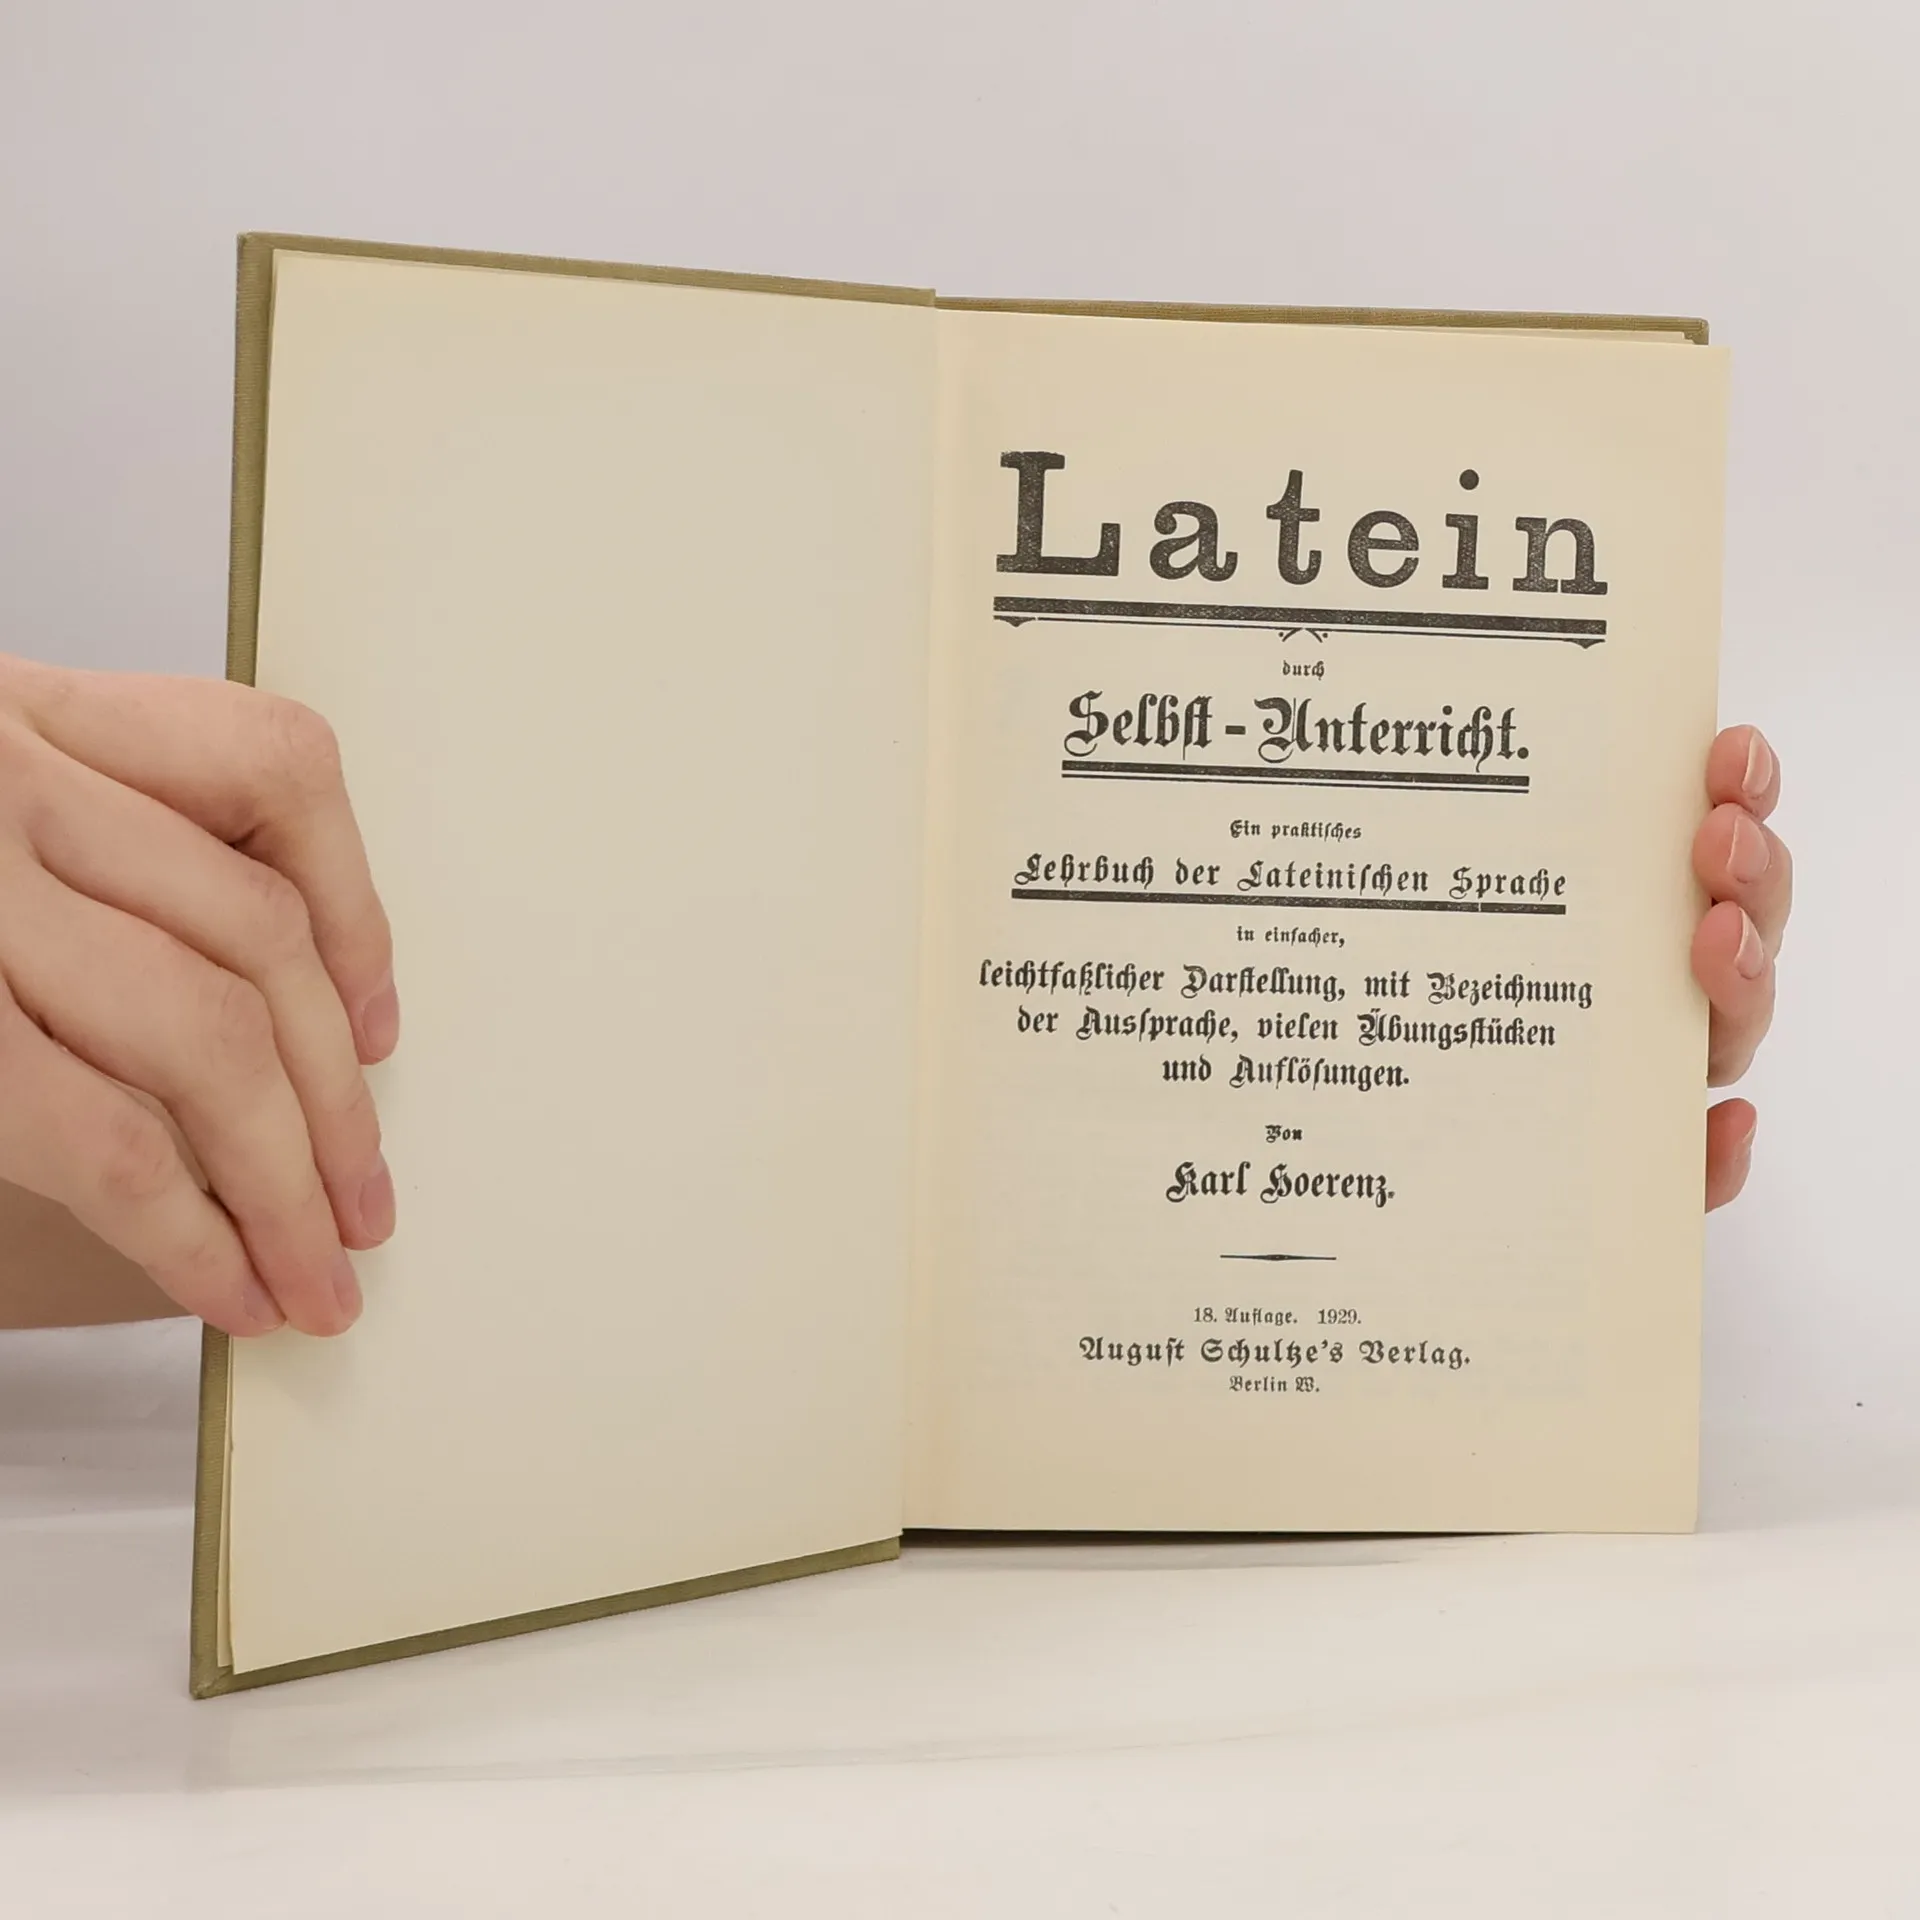 Latein
durch
Selbst-Unterricht.
Ein praktisches
Lehrbuch der Lateinischen Sprache
in einfacher,
leichtfaßlicher Darstellung, mit Bezeichnung
der Aussprache, vielen Übungsstücken
und Auflösungen.
Von
Karl Hoerenz.
18. Auflage. 1929.
August Schultze's Verlag.
Berlin W.